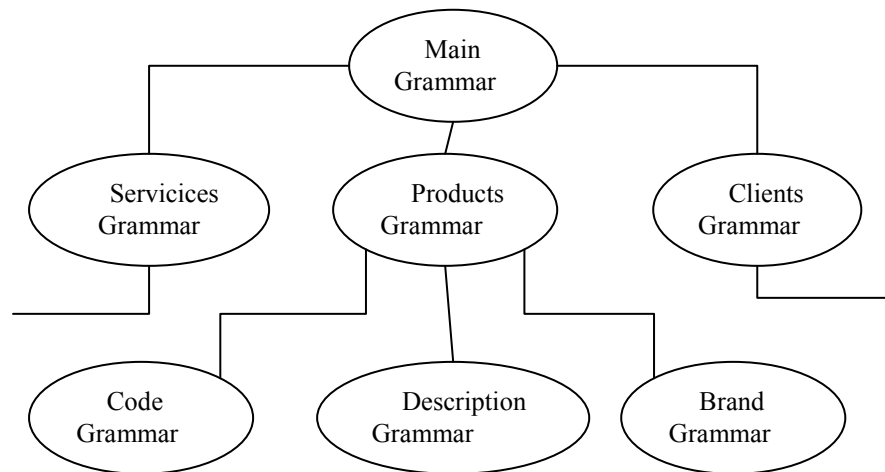 Main
Grammar
Servicices
Grammar
Products
Grammar
Clients
Grammar
Code
Grammar
Description
Grammar
Brand
Grammar